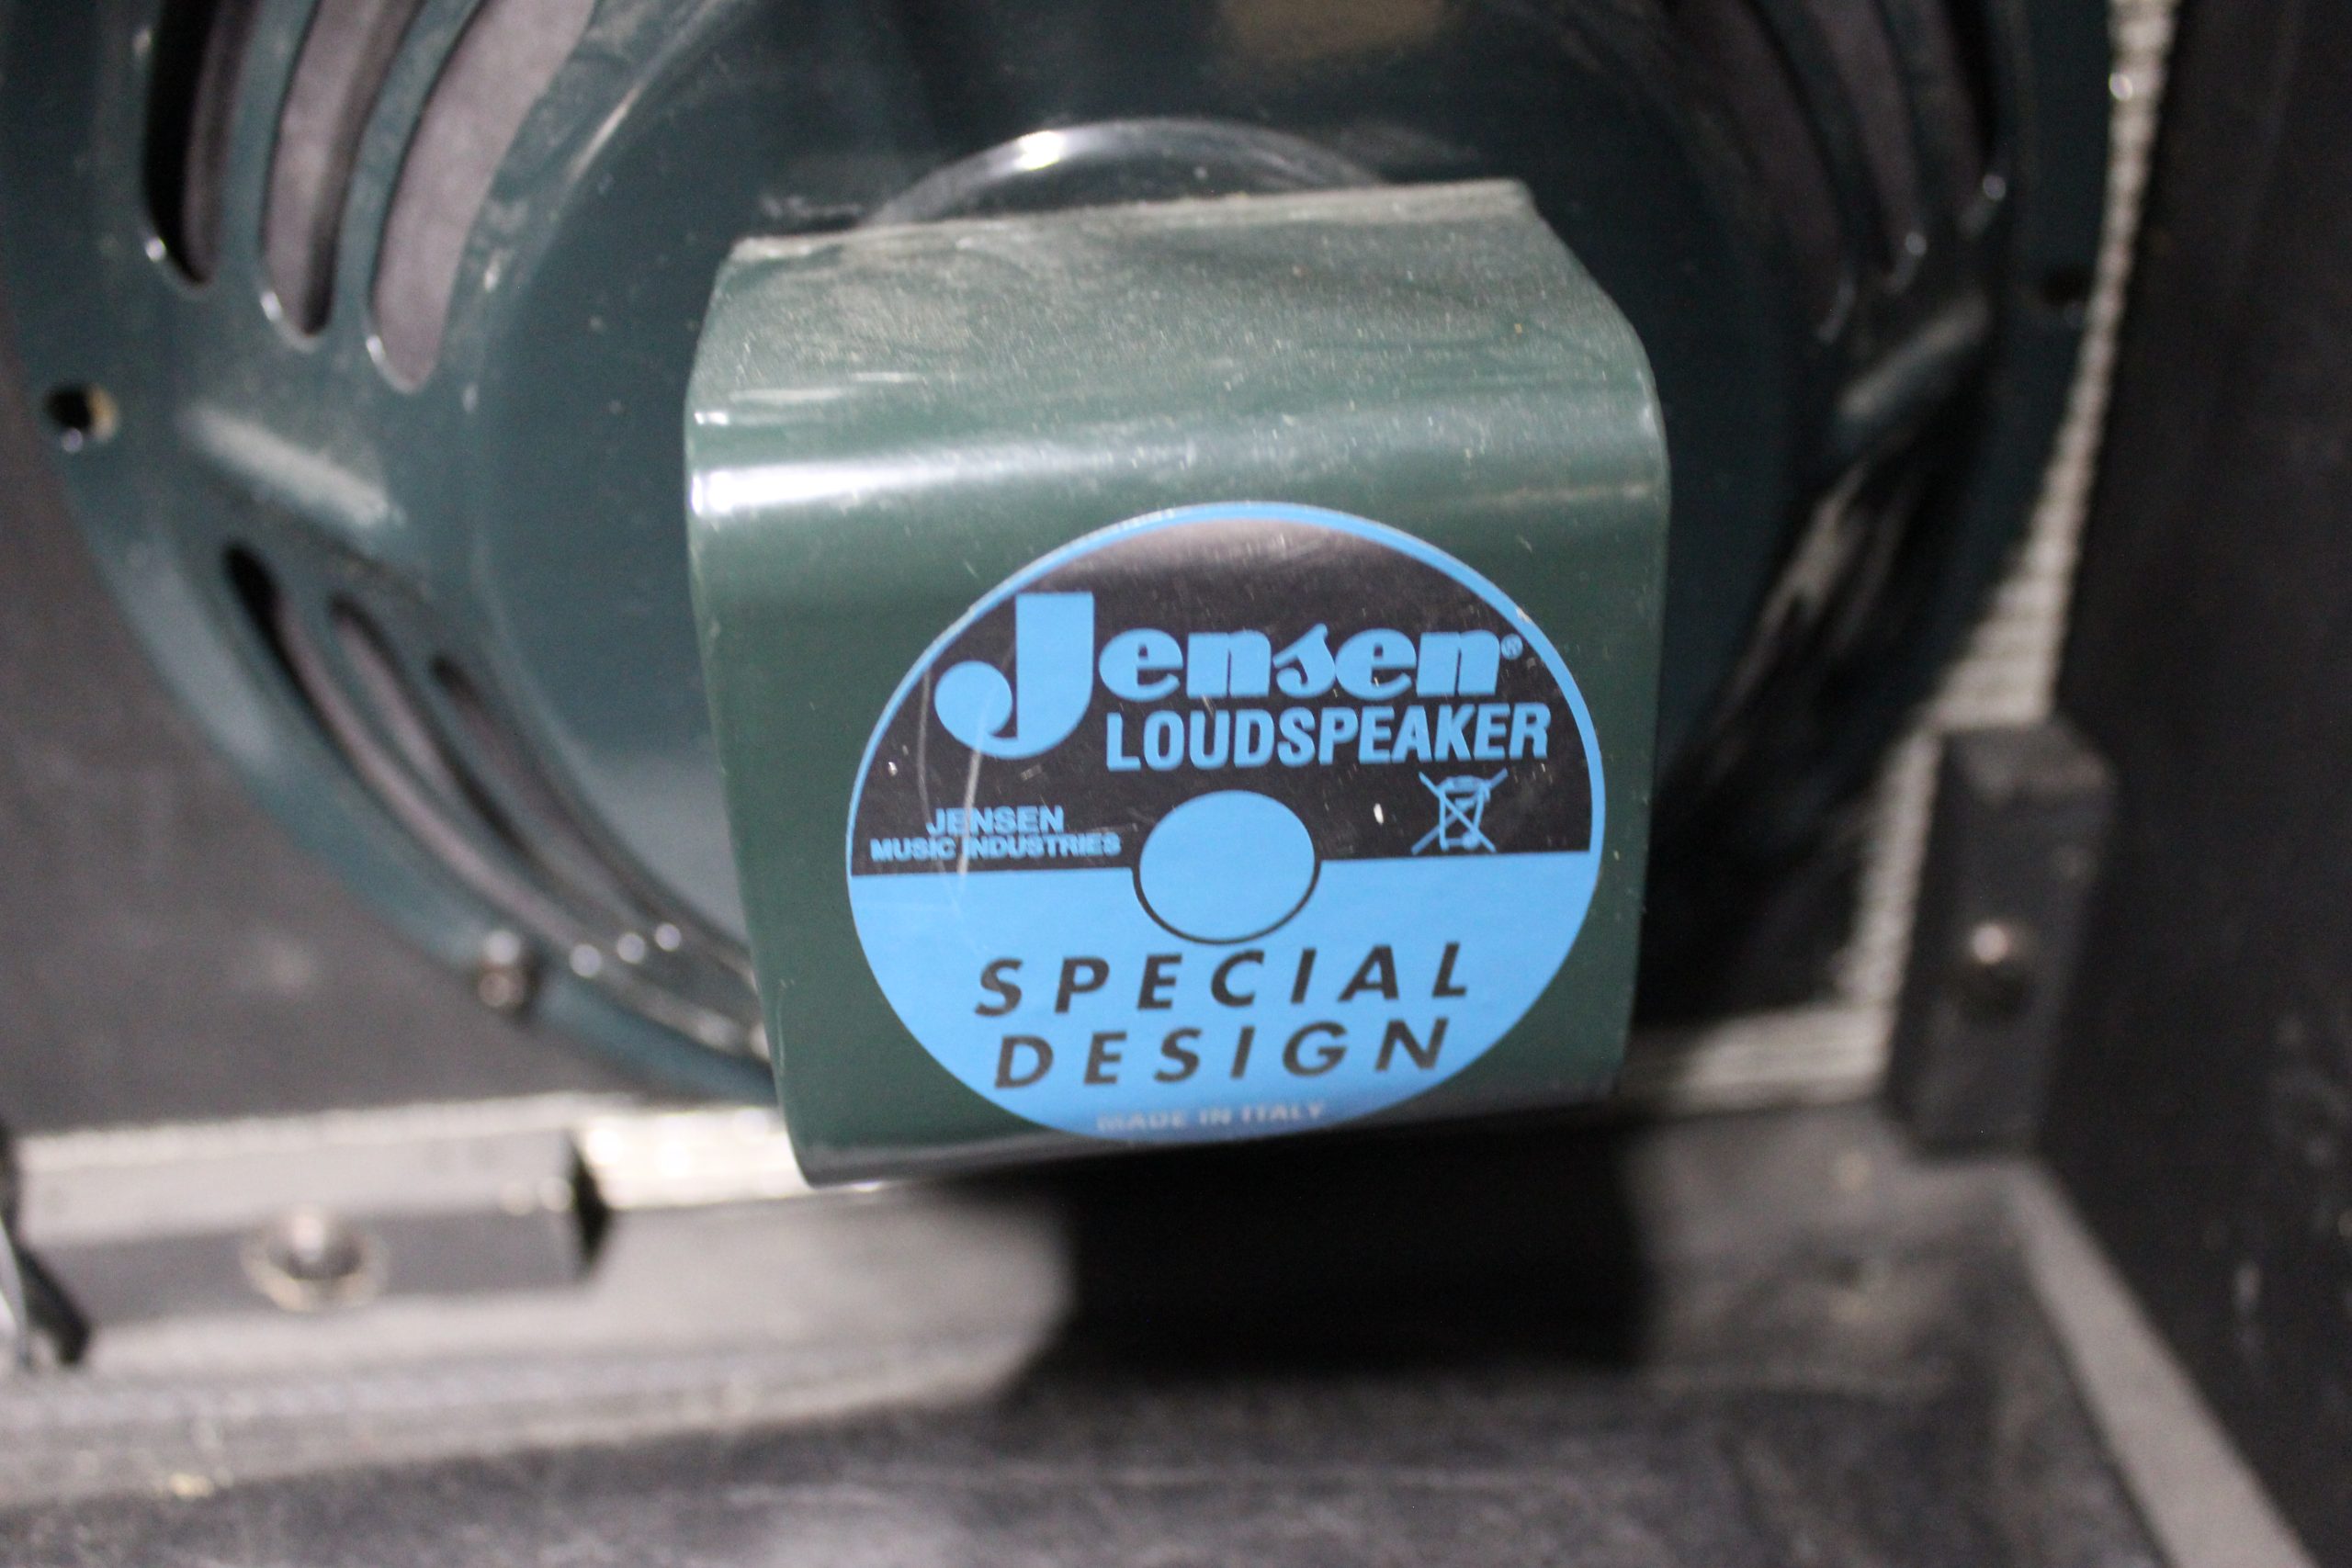 Jensen®
LOUDSPEAKER
JENSEN
MUSIC INDUSTRIES
SPECIAL
DESIGN
MADE IN ITALY